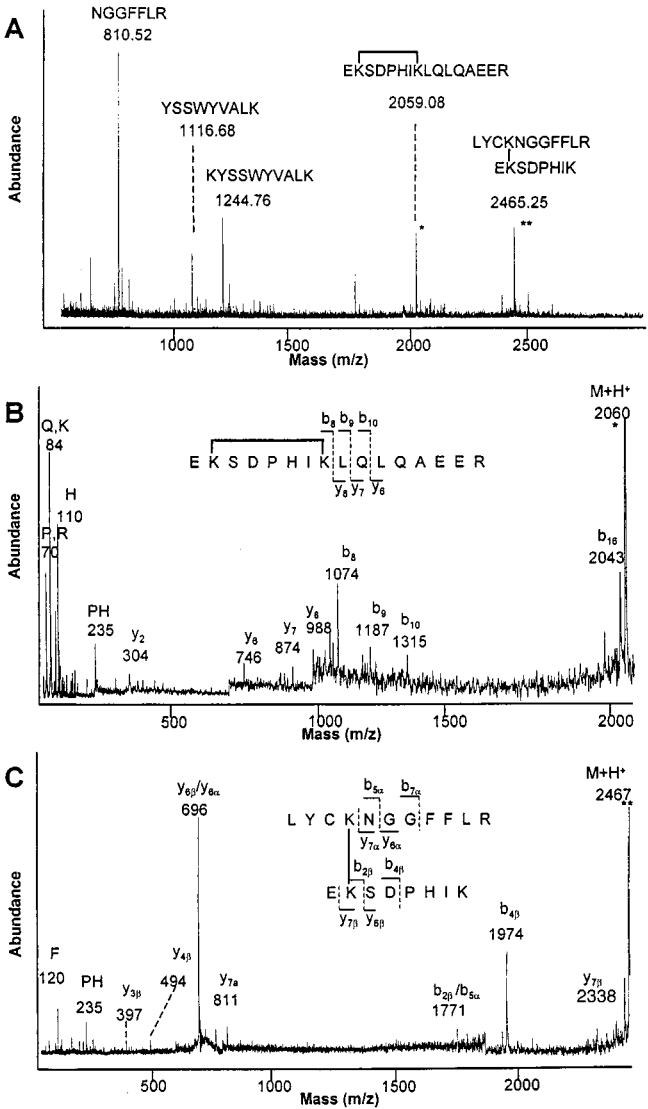 A
NGGFFLR
810.52
EKSDPHIKLQLQAEER
2059.08
YSSWYVALK
1116.68
LYCKNGGFFLR
EKSDPHIK
2465.25
KYSSWYVALK
1244.76
*
**
Abundance
1000 1500 2000 2500
Mass (m/z)
B
M+H+
2060
*
Q,K
84
b8 b9 b10
E K S D P H I K L Q L Q A E E R
y8 y7 y6
H
110
P,R
70
b16
2043
b8
1074
PH
235
y2
304
y6
746
y7
874
y6
988
b9
1187
b10
1315
Abundance
500 1000 1500 2000
Mass (m/z)
C
M+H+
2467
**
y6β/y6α
696
b5α b7α
L Y C K N G G F F L R
y7α y6α
b2β b4β
E K S D P H I K
y7β y6β
b4β
1974
F
120
PH
235
y3β
397
y4β
494
y7a
811
b2β/b5α
1771
y7β
2338
Abundance
500 1000 1500 2000
Mass (m/z)